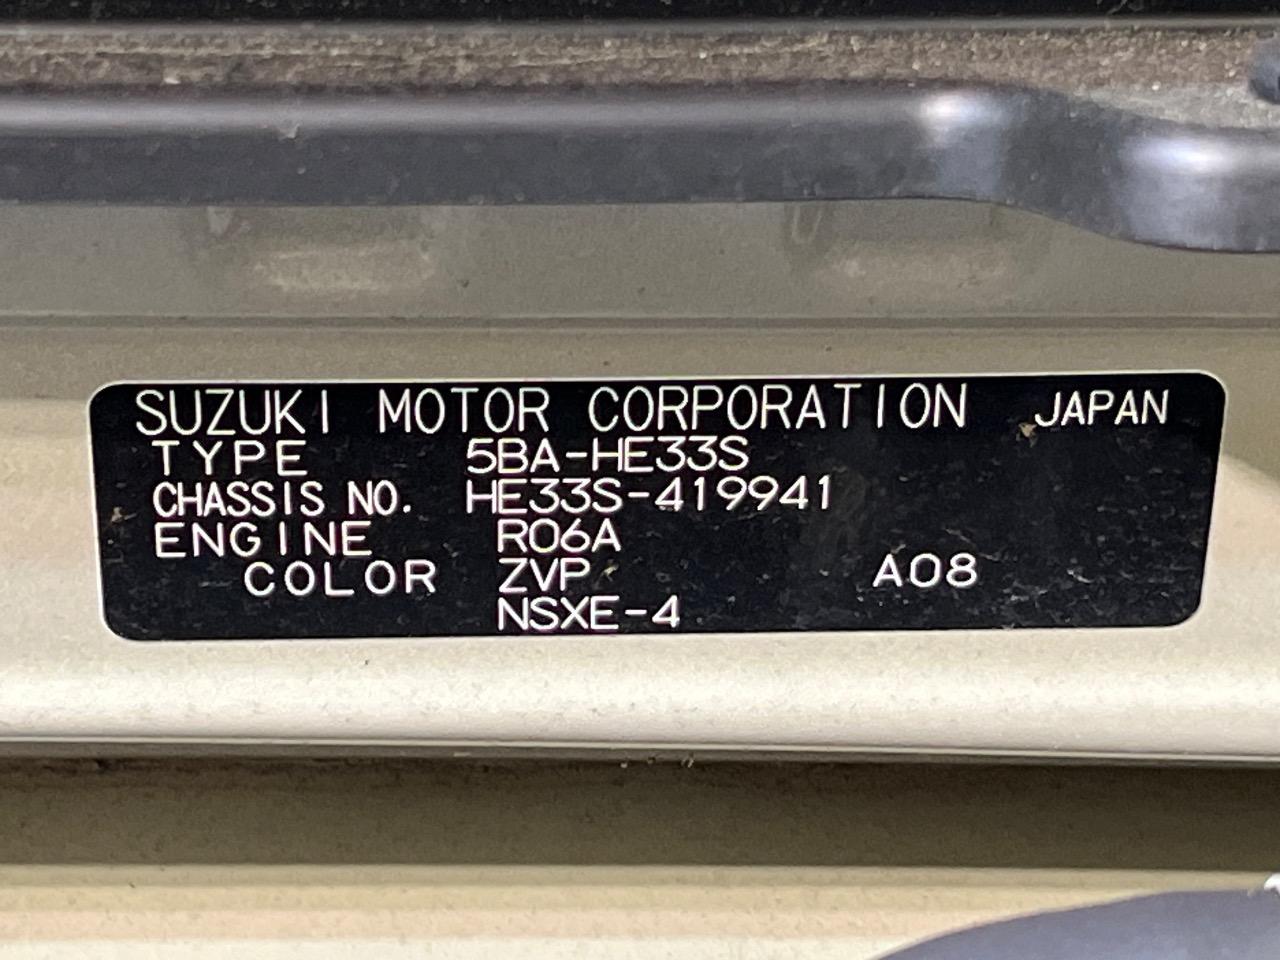 SUZUKI MOTOR CORPORATION JAPAN
TYPE 5BA-HE33S
CHASSIS NO. HE33S-419941
ENGINE R06A
COLOR ZVP A08
NSXE-4